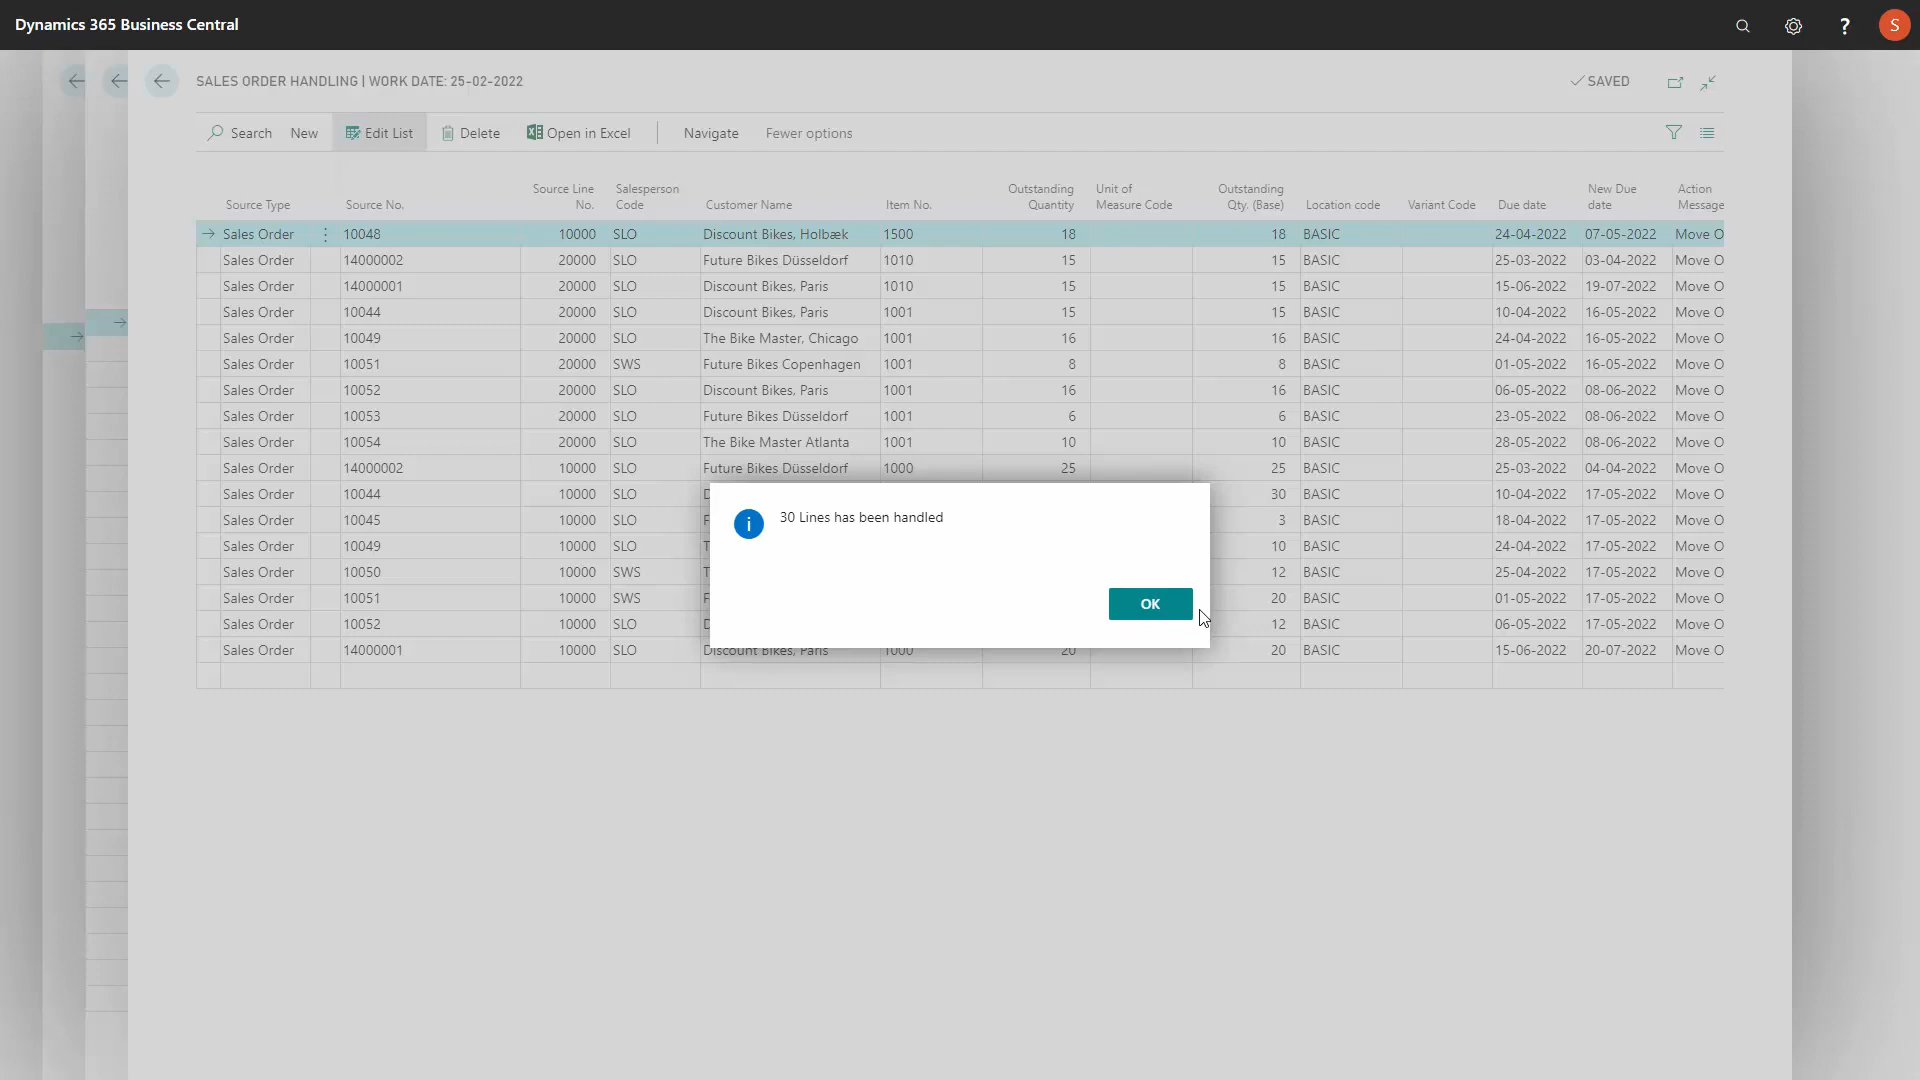 Dynamics 365 Business Central
S
SALES ORDER HANDLING | WORK DATE: 25-02-2022
SAVED
Search New Edit List Delete Open in Excel Navigate Fewer options
Source Type Source No. Source Line No. Salesperson Code Customer Name Item No. Outstanding Quantity Unit of Measure Code Outstanding Qty. (Base) Location code Variant Code Due date New Due date Action Message
Sales Order 10048 10000 SLO Discount Bikes, Holbæk 1500 18 18 BASIC 24-04-2022 07-05-2022 Move O
Sales Order 14000002 20000 SLO Future Bikes Düsseldorf 1010 15 15 BASIC 25-03-2022 03-04-2022 Move O
Sales Order 14000001 20000 SLO Discount Bikes, Paris 1010 15 15 BASIC 15-06-2022 19-07-2022 Move O
Sales Order 10044 20000 SLO Discount Bikes, Paris 1001 15 15 BASIC 10-04-2022 16-05-2022 Move O
Sales Order 10049 20000 SLO The Bike Master, Chicago 1001 16 16 BASIC 24-04-2022 16-05-2022 Move O
Sales Order 10051 20000 SWS Future Bikes Copenhagen 1001 8 8 BASIC 01-05-2022 16-05-2022 Move O
Sales Order 10052 20000 SLO Discount Bikes, Paris 1001 16 16 BASIC 06-05-2022 08-06-2022 Move O
Sales Order 10053 20000 SLO Future Bikes Düsseldorf 1001 6 6 BASIC 23-05-2022 08-06-2022 Move O
Sales Order 10054 20000 SLO The Bike Master Atlanta 1001 10 10 BASIC 28-05-2022 08-06-2022 Move O
Sales Order 14000002 10000 SLO Future Bikes Düsseldorf 1000 25 25 BASIC 25-03-2022 04-04-2022 Move O
Sales Order 10044 10000 SLO 30 BASIC 10-04-2022 17-05-2022 Move O
Sales Order 10045 10000 SLO 3 BASIC 18-04-2022 17-05-2022 Move O
Sales Order 10049 10000 SLO 10 BASIC 24-04-2022 17-05-2022 Move O
Sales Order 10050 10000 SWS 12 BASIC 25-04-2022 17-05-2022 Move O
Sales Order 10051 10000 SWS 20 BASIC 01-05-2022 17-05-2022 Move O
Sales Order 10052 10000 SLO 12 BASIC 06-05-2022 17-05-2022 Move O
Sales Order 14000001 10000 SLO Discount Bikes, Paris 1000 20 20 BASIC 15-06-2022 20-07-2022 Move O
30 Lines has been handled
OK